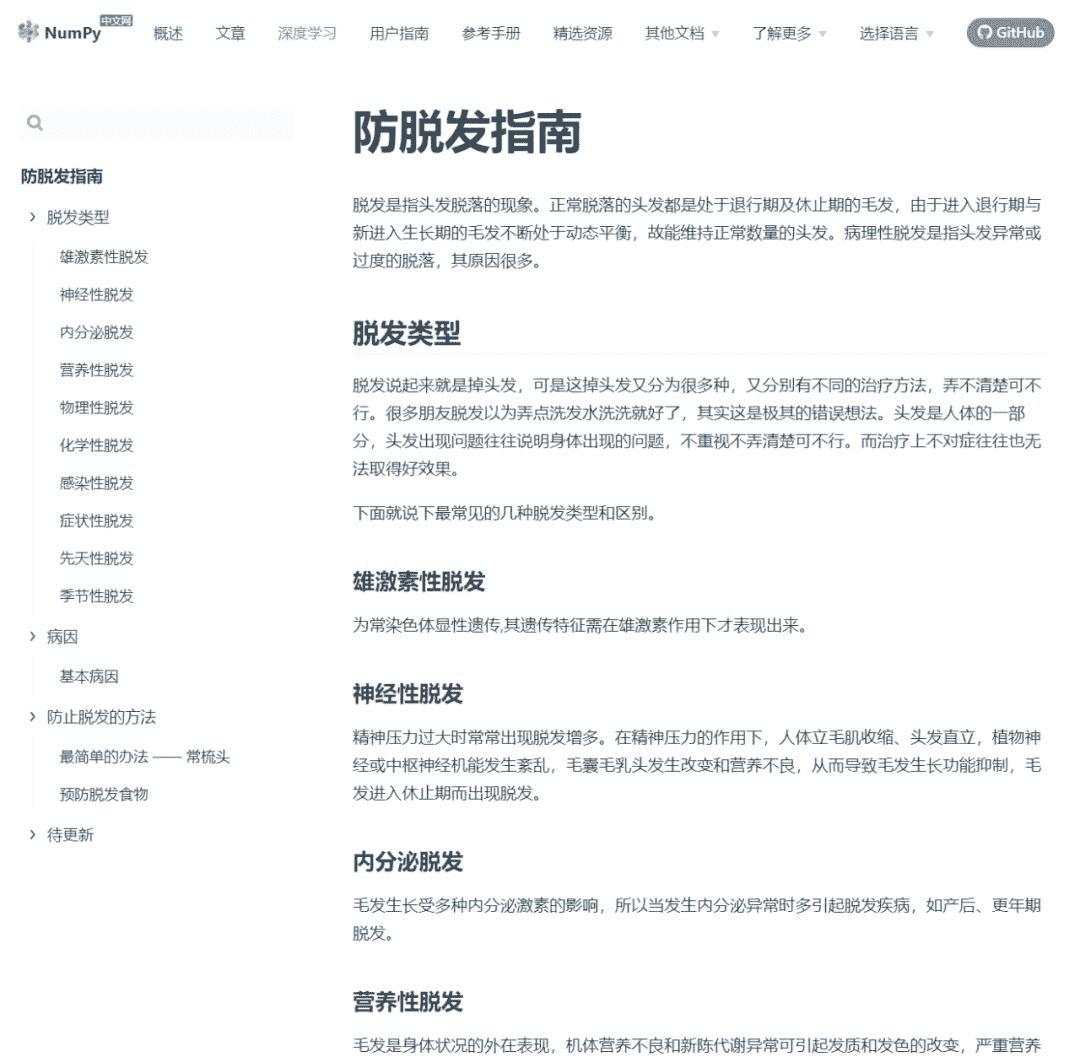 NumPy 中文网 概述 文章 深度学习 用户指南 参考手册 精选资源 其他文档 了解更多 选择语言 GitHub
防脱发指南
脱发类型
雄激素性脱发
神经性脱发
内分泌脱发
营养性脱发
物理性脱发
化学性脱发
感染性脱发
症状性脱发
先天性脱发
季节性脱发
病因
基本病因
防止脱发的方法
最简单的办法 —— 常梳头
预防脱发食物
待更新
防脱发指南
脱发是指头发脱落的现象。正常脱落的头发都是处于退行期及休止期的毛发，由于进入退行期与
新进入生长期的毛发不断处于动态平衡，故能维持正常数量的头发。病理性脱发是指头发异常或
过度的脱落，其原因很多。
脱发类型
脱发说起来就是掉头发，可是这掉头发又分为很多种，又分别有不同的治疗方法，弄不清楚可不
行。很多朋友脱发以为弄点洗发水洗洗就好了，其实这是极其的错误想法。头发是人体的一部
分，头发出现问题往往说明身体出现的问题，不重视不弄清楚可不行。而治疗上不对症往往也无
法取得好效果。
下面就说下最常见的几种脱发类型和区别。
雄激素性脱发
为常染色体显性遗传,其遗传特征需在雄激素作用下才表现出来。
神经性脱发
精神压力过大时常常出现脱发增多。在精神压力的作用下，人体立毛肌收缩、头发直立，植物神
经或中枢神经机能发生紊乱，毛囊毛乳头发生改变和营养不良，从而导致毛发生长功能抑制，毛
发进入休止期而出现脱发。
内分泌脱发
毛发生长受多种内分泌激素的影响，所以当发生内分泌异常时多引起脱发疾病，如产后、更年期
脱发。
营养性脱发
毛发是身体状况的外在表现，机体营养不良和新陈代谢异常可引起发质和发色的改变，严重营养